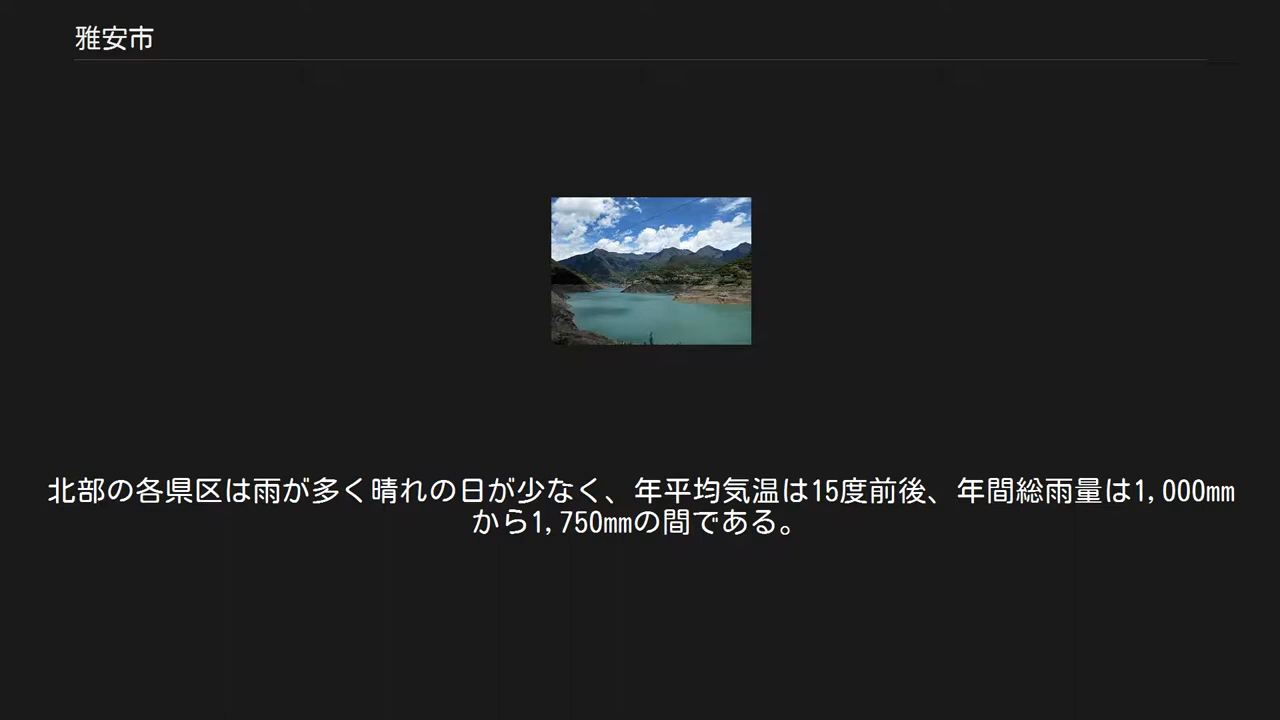 雅安市
北部の各県区は雨が多く晴れの日が少なく、年平均気温は15度前後、年間総雨量は1,000mm
から1,750mmの間である。